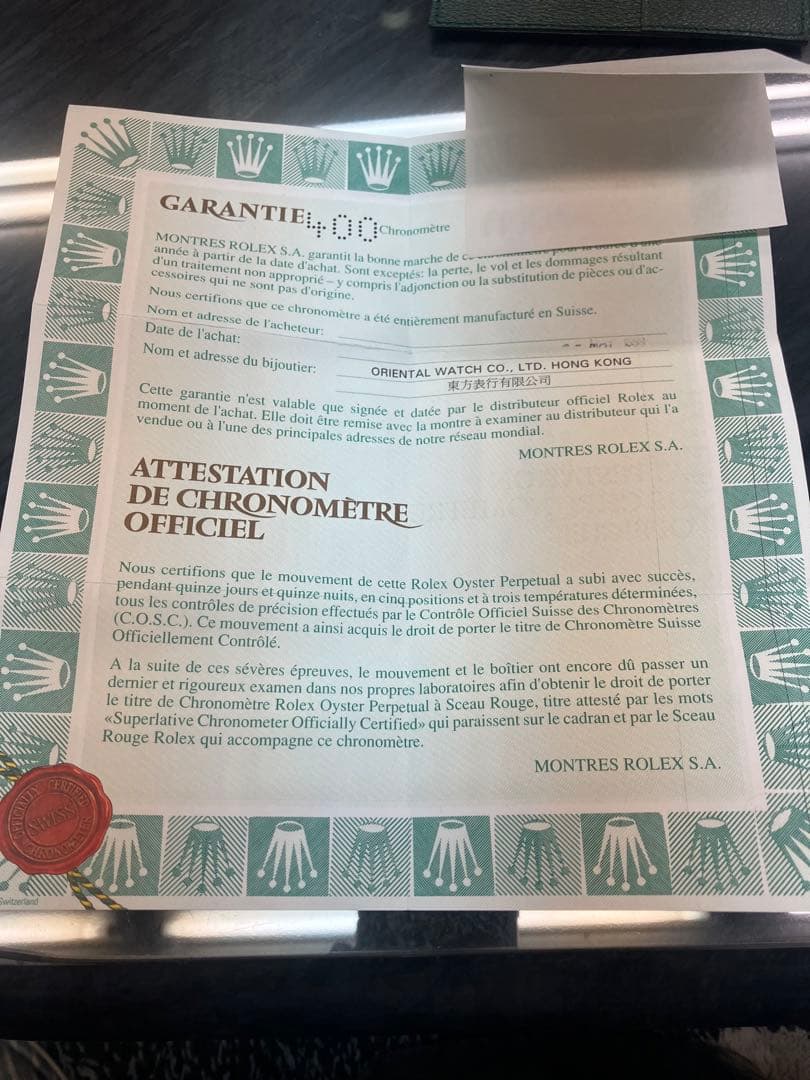 GARANTIE 400 Chronomètre
MONTRES ROLEX S.A. garantit la bonne marche de
année à partir de la date d'achat. Sont exceptés: la perte, le vol et les dommages résultant
d'un traitement non approprié – y compris l'adjonction ou la substitution de pièces ou d'ac-
cessoires qui ne sont pas d'origine.
Nous certifions que ce chronomètre a été entièrement manufacturé en Suisse.
Nom et adresse de l'acheteur:
Date de l'achat:
Nom et adresse du bijoutier: ORIENTAL WATCH CO., LTD. HONG KONG
東方表行有限公司
Cette garantie n'est valable que signée et datée par le distributeur officiel Rolex au
moment de l'achat. Elle doit être remise avec la montre à examiner au distributeur qui l'a
vendue ou à l'une des principales adresses de notre réseau mondial.
MONTRES ROLEX S.A.
ATTESTATION
DE CHRONOMÈTRE
OFFICIEL
Nous certifions que le mouvement de cette Rolex Oyster Perpetual a subi avec succès,
pendant quinze jours et quinze nuits, en cinq positions et à trois températures déterminées,
tous les contrôles de précision effectués par le Contrôle Officiel Suisse des Chronomètres
(C.O.S.C.). Ce mouvement a ainsi acquis le droit de porter le titre de Chronomètre Suisse
Officiellement Contrôlé.
A la suite de ces sévères épreuves, le mouvement et le boîtier ont encore dû passer un
dernier et rigoureux examen dans nos propres laboratoires afin d'obtenir le droit de porter
le titre de Chronomètre Rolex Oyster Perpetual à Sceau Rouge, titre attesté par les mots
«Superlative Chronometer Officially Certified» qui paraissent sur le cadran et par le Sceau
Rouge Rolex qui accompagne ce chronomètre.
MONTRES ROLEX S.A.
OFFICIALLY CERTIFIED
SWISS
CHRONOMETER
Switzerland